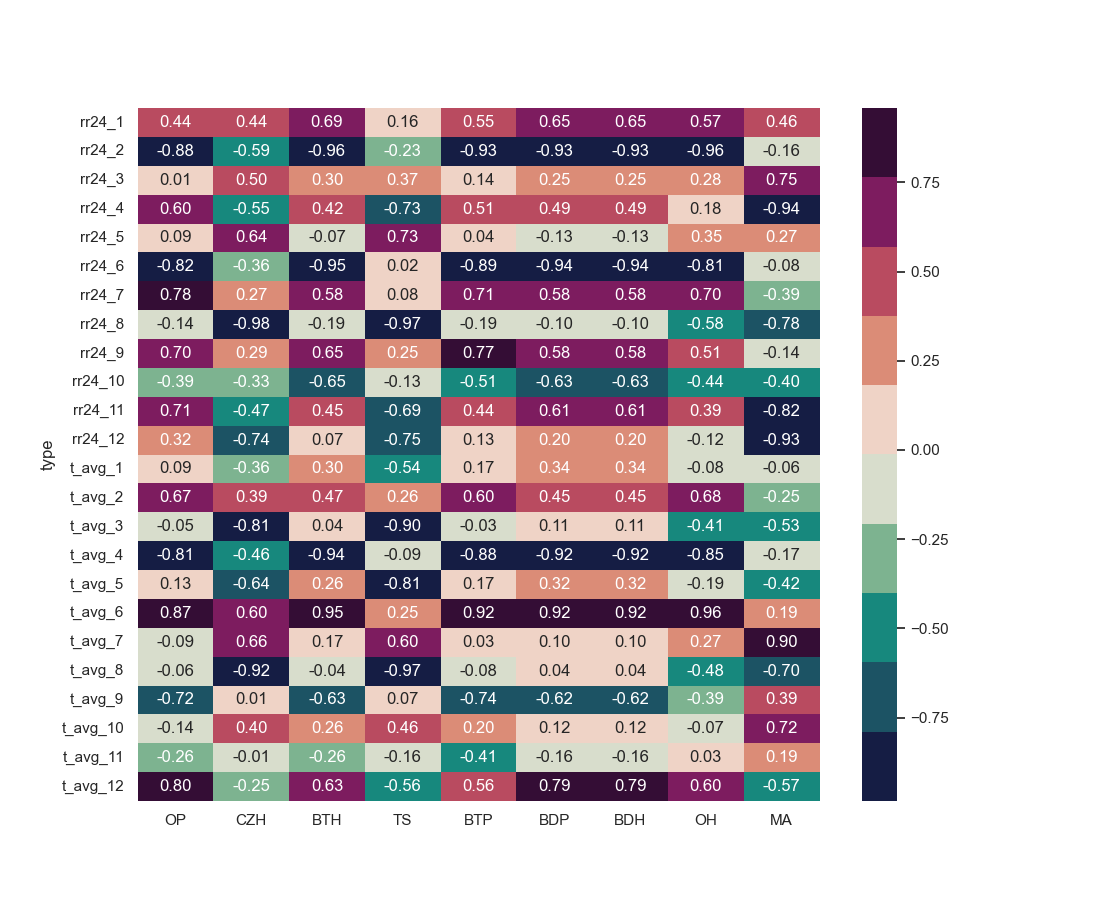 rr24_1 0.44 0.44 0.69 0.16 0.55 0.65 0.65 0.57 0.46
rr24_2 -0.88 -0.59 -0.96 -0.23 -0.93 -0.93 -0.93 -0.96 -0.16
rr24_3 0.01 0.50 0.30 0.37 0.14 0.25 0.25 0.28 0.75
rr24_4 0.60 -0.55 0.42 -0.73 0.51 0.49 0.49 0.18 -0.94
rr24_5 0.09 0.64 -0.07 0.73 0.04 -0.13 -0.13 0.35 0.27
rr24_6 -0.82 -0.36 -0.95 0.02 -0.89 -0.94 -0.94 -0.81 -0.08
rr24_7 0.78 0.27 0.58 0.08 0.71 0.58 0.58 0.70 -0.39
rr24_8 -0.14 -0.98 -0.19 -0.97 -0.19 -0.10 -0.10 -0.58 -0.78
rr24_9 0.70 0.29 0.65 0.25 0.77 0.58 0.58 0.51 -0.14
rr24_10 -0.39 -0.33 -0.65 -0.13 -0.51 -0.63 -0.63 -0.44 -0.40
rr24_11 0.71 -0.47 0.45 -0.69 0.44 0.61 0.61 0.39 -0.82
rr24_12 0.32 -0.74 0.07 -0.75 0.13 0.20 0.20 -0.12 -0.93
t_avg_1 0.09 -0.36 0.30 -0.54 0.17 0.34 0.34 -0.08 -0.06
t_avg_2 0.67 0.39 0.47 0.26 0.60 0.45 0.45 0.68 -0.25
t_avg_3 -0.05 -0.81 0.04 -0.90 -0.03 0.11 0.11 -0.41 -0.53
t_avg_4 -0.81 -0.46 -0.94 -0.09 -0.88 -0.92 -0.92 -0.85 -0.17
t_avg_5 0.13 -0.64 0.26 -0.81 0.17 0.32 0.32 -0.19 -0.42
t_avg_6 0.87 0.60 0.95 0.25 0.92 0.92 0.92 0.96 0.19
t_avg_7 -0.09 0.66 0.17 0.60 0.03 0.10 0.10 0.27 0.90
t_avg_8 -0.06 -0.92 -0.04 -0.97 -0.08 0.04 0.04 -0.48 -0.70
t_avg_9 -0.72 0.01 -0.63 0.07 -0.74 -0.62 -0.62 -0.39 0.39
t_avg_10 -0.14 0.40 0.26 0.46 0.20 0.12 0.12 -0.07 0.72
t_avg_11 -0.26 -0.01 -0.26 -0.16 -0.41 -0.16 -0.16 0.03 0.19
t_avg_12 0.80 -0.25 0.63 -0.56 0.56 0.79 0.79 0.60 -0.57
OP CZH BTH TS BTP BDP BDH OH MA
type
0.75
0.50
0.25
0.00
−0.25
−0.50
−0.75